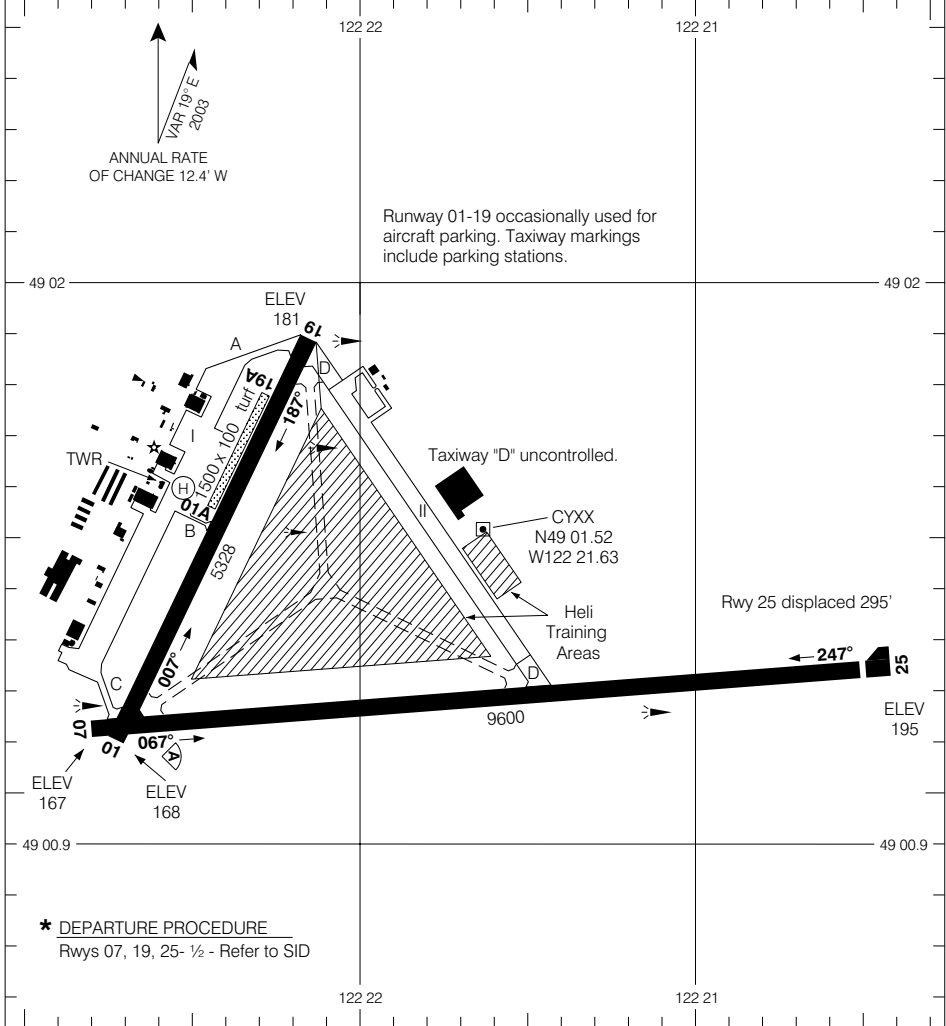 122 22
122 21
VAR 19° E
2003
ANNUAL RATE
OF CHANGE 12.4' W
Runway 01-19 occasionally used for
aircraft parking. Taxiway markings
include parking stations.
49 02
49 02
ELEV
181
19
A
D
19A
187°
turf
1500 x 100
I
TWR
H
01A
B
5328
Taxiway "D" uncontrolled.
II
CYXX
N49 01.52
W122 21.63
Heli
Training
Areas
Rwy 25 displaced 295'
007°
C
D
247°
25
9600
07
01
067°
A
ELEV
195
ELEV
167
ELEV
168
49 00.9
49 00.9
* DEPARTURE PROCEDURE
Rwys 07, 19, 25- ½ - Refer to SID
122 22
122 21